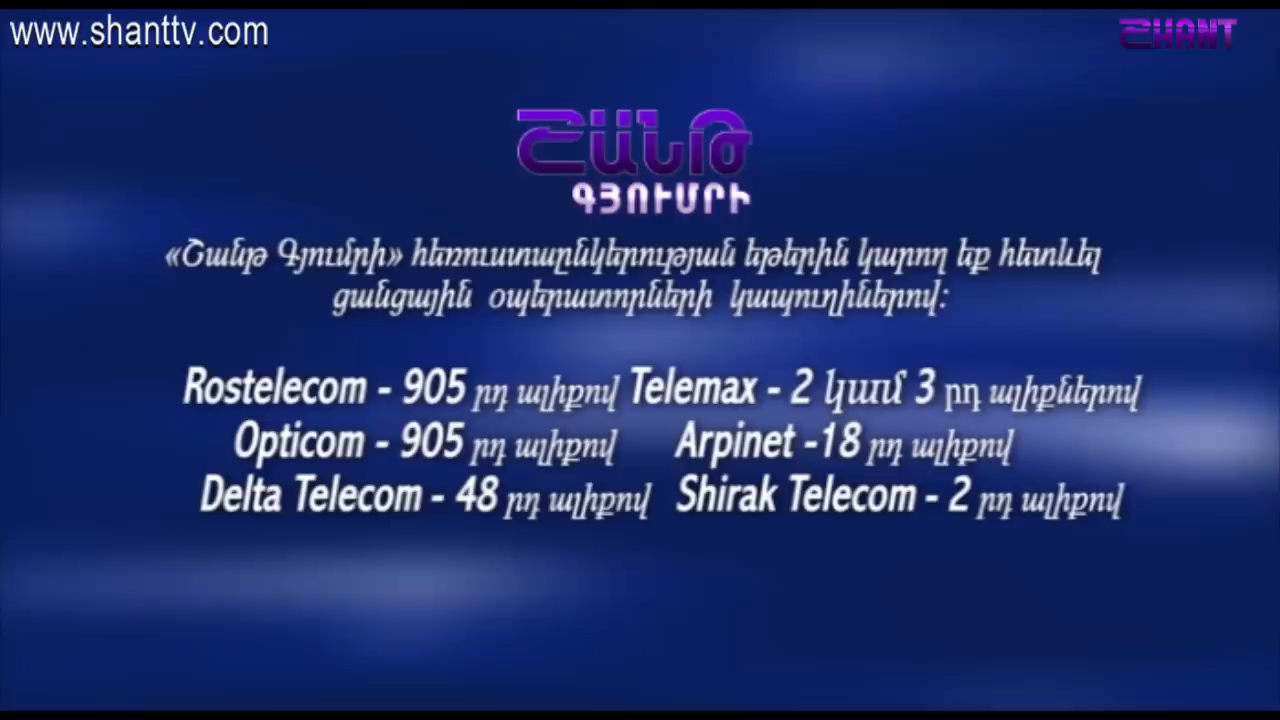 www.shanttv.com
SHANT
ՇԱՆԹ
ԳՅՈՒՄՐԻ
«Շանթ Գյումրի» հեռուստաընկերության եթերին կարող եք հետևել
ցանցային օպերատորների կապուղիներով:
Rostelecom - 905 րդ ալիքով Telemax - 2 կամ 3 րդ ալիքներով
Opticom - 905 րդ ալիքով Arpinet -18 րդ ալիքով
Delta Telecom - 48 րդ ալիքով Shirak Telecom - 2 րդ ալիքով